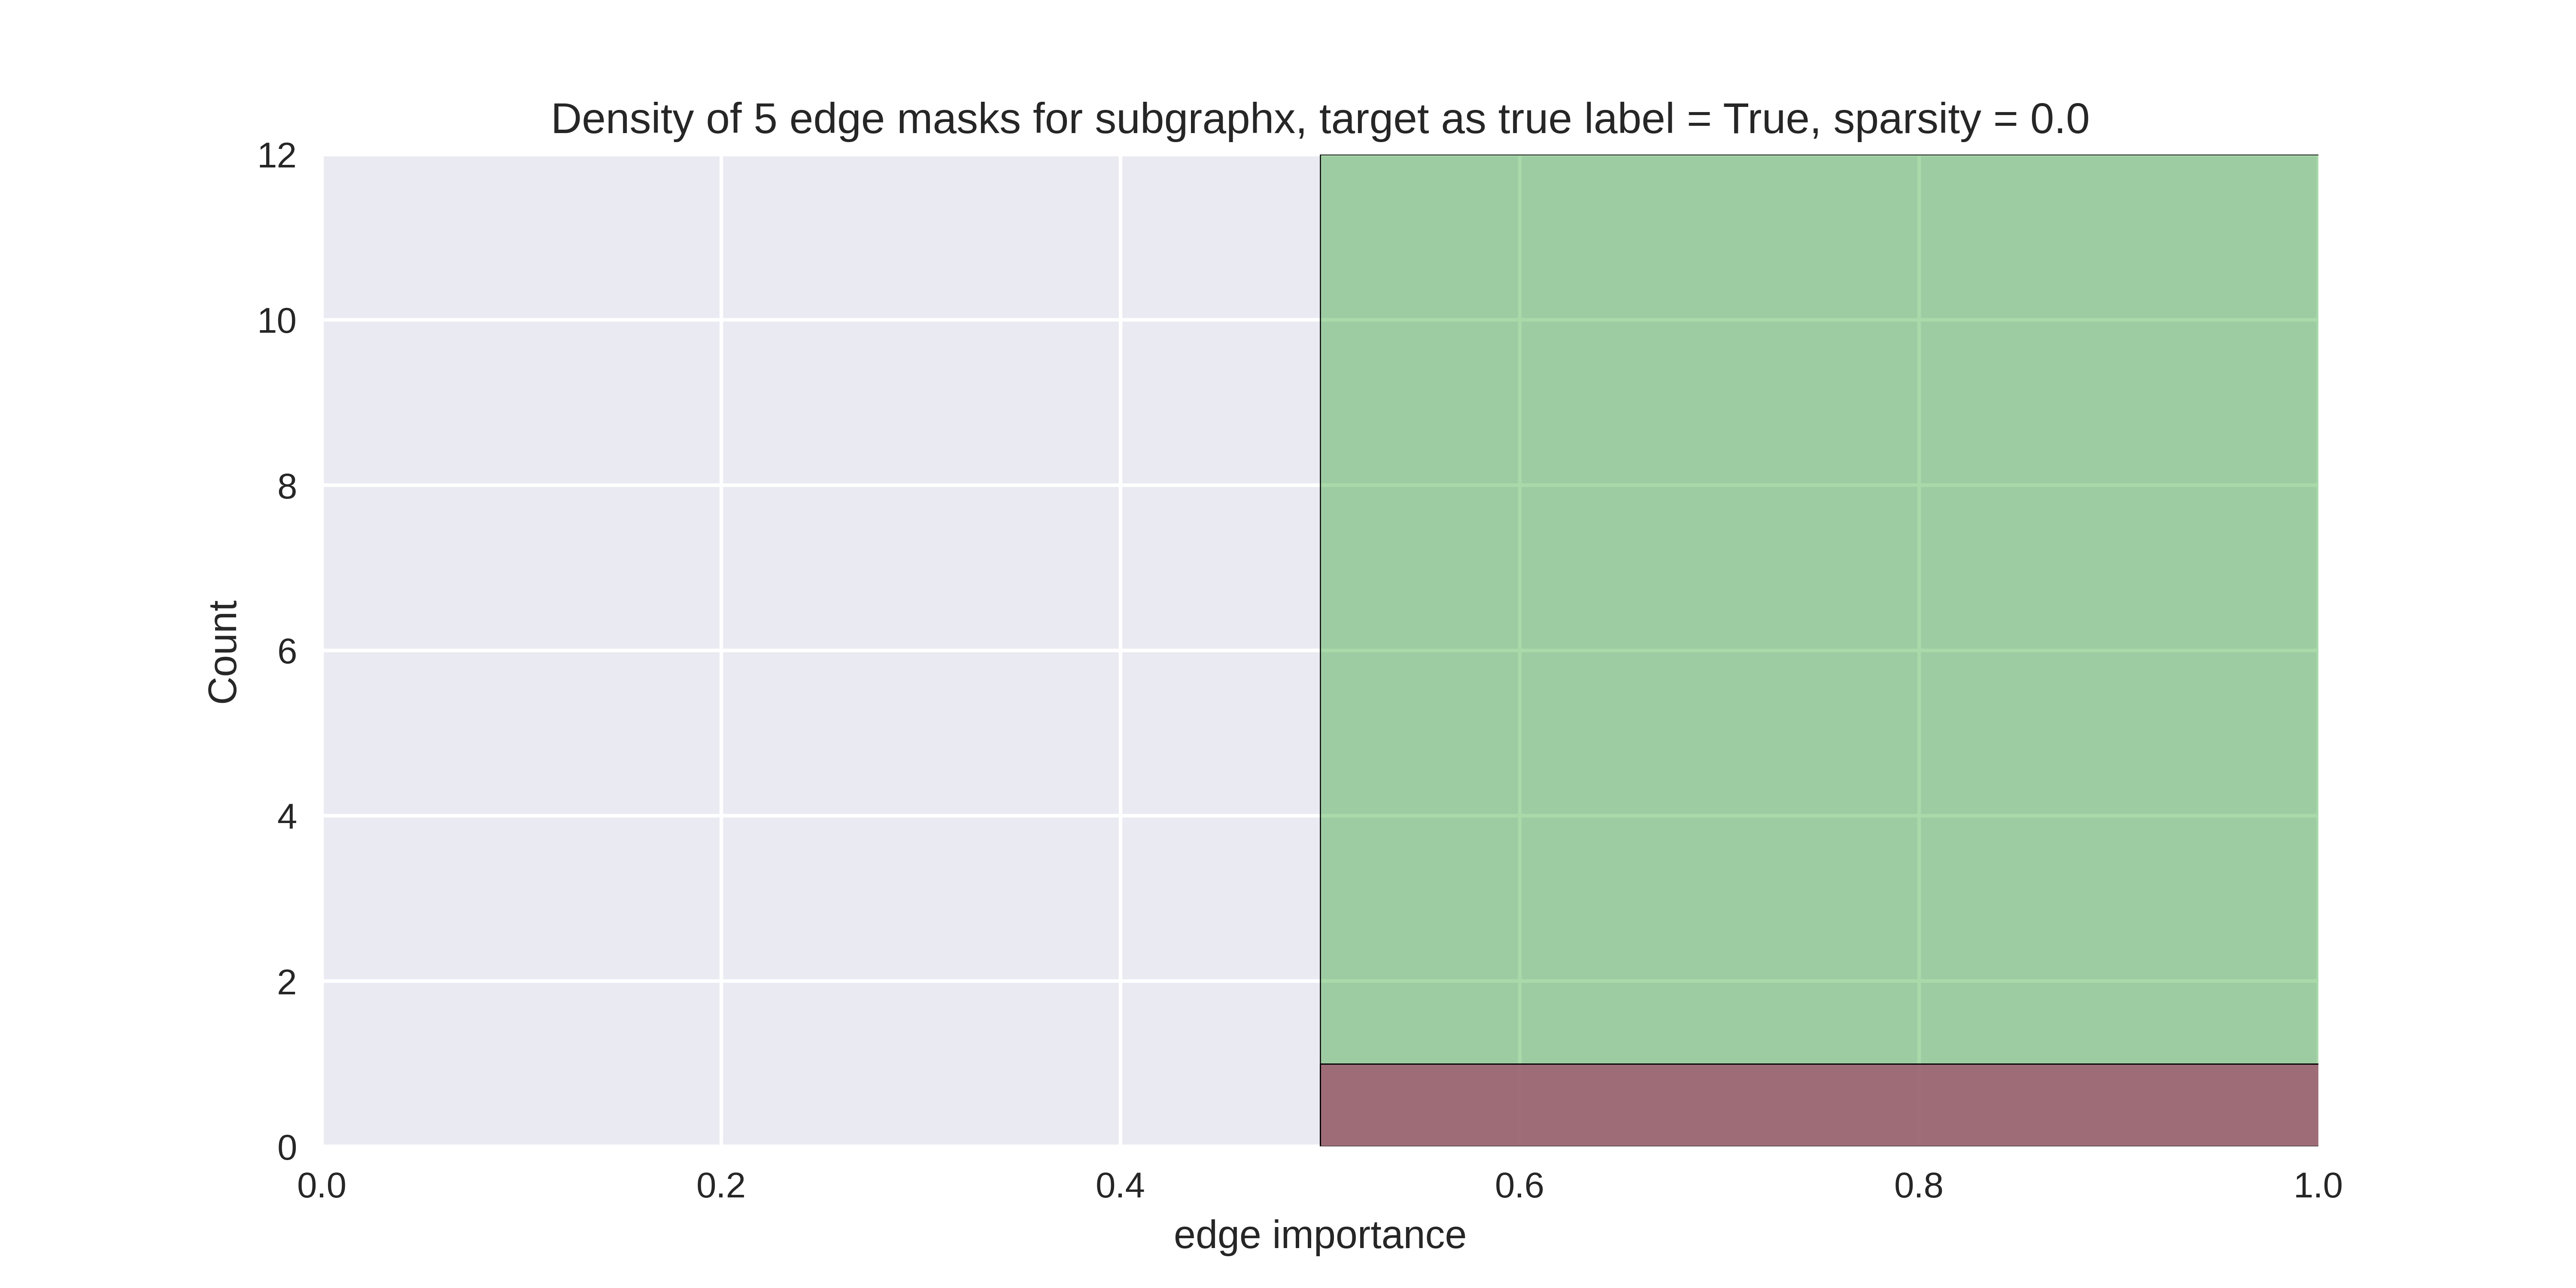 Density of 5 edge masks for subgraphx, target as true label = True, sparsity = 0.0
12
10
8
6
4
2
0
Count
0.0 0.2 0.4 0.6 0.8 1.0
edge importance